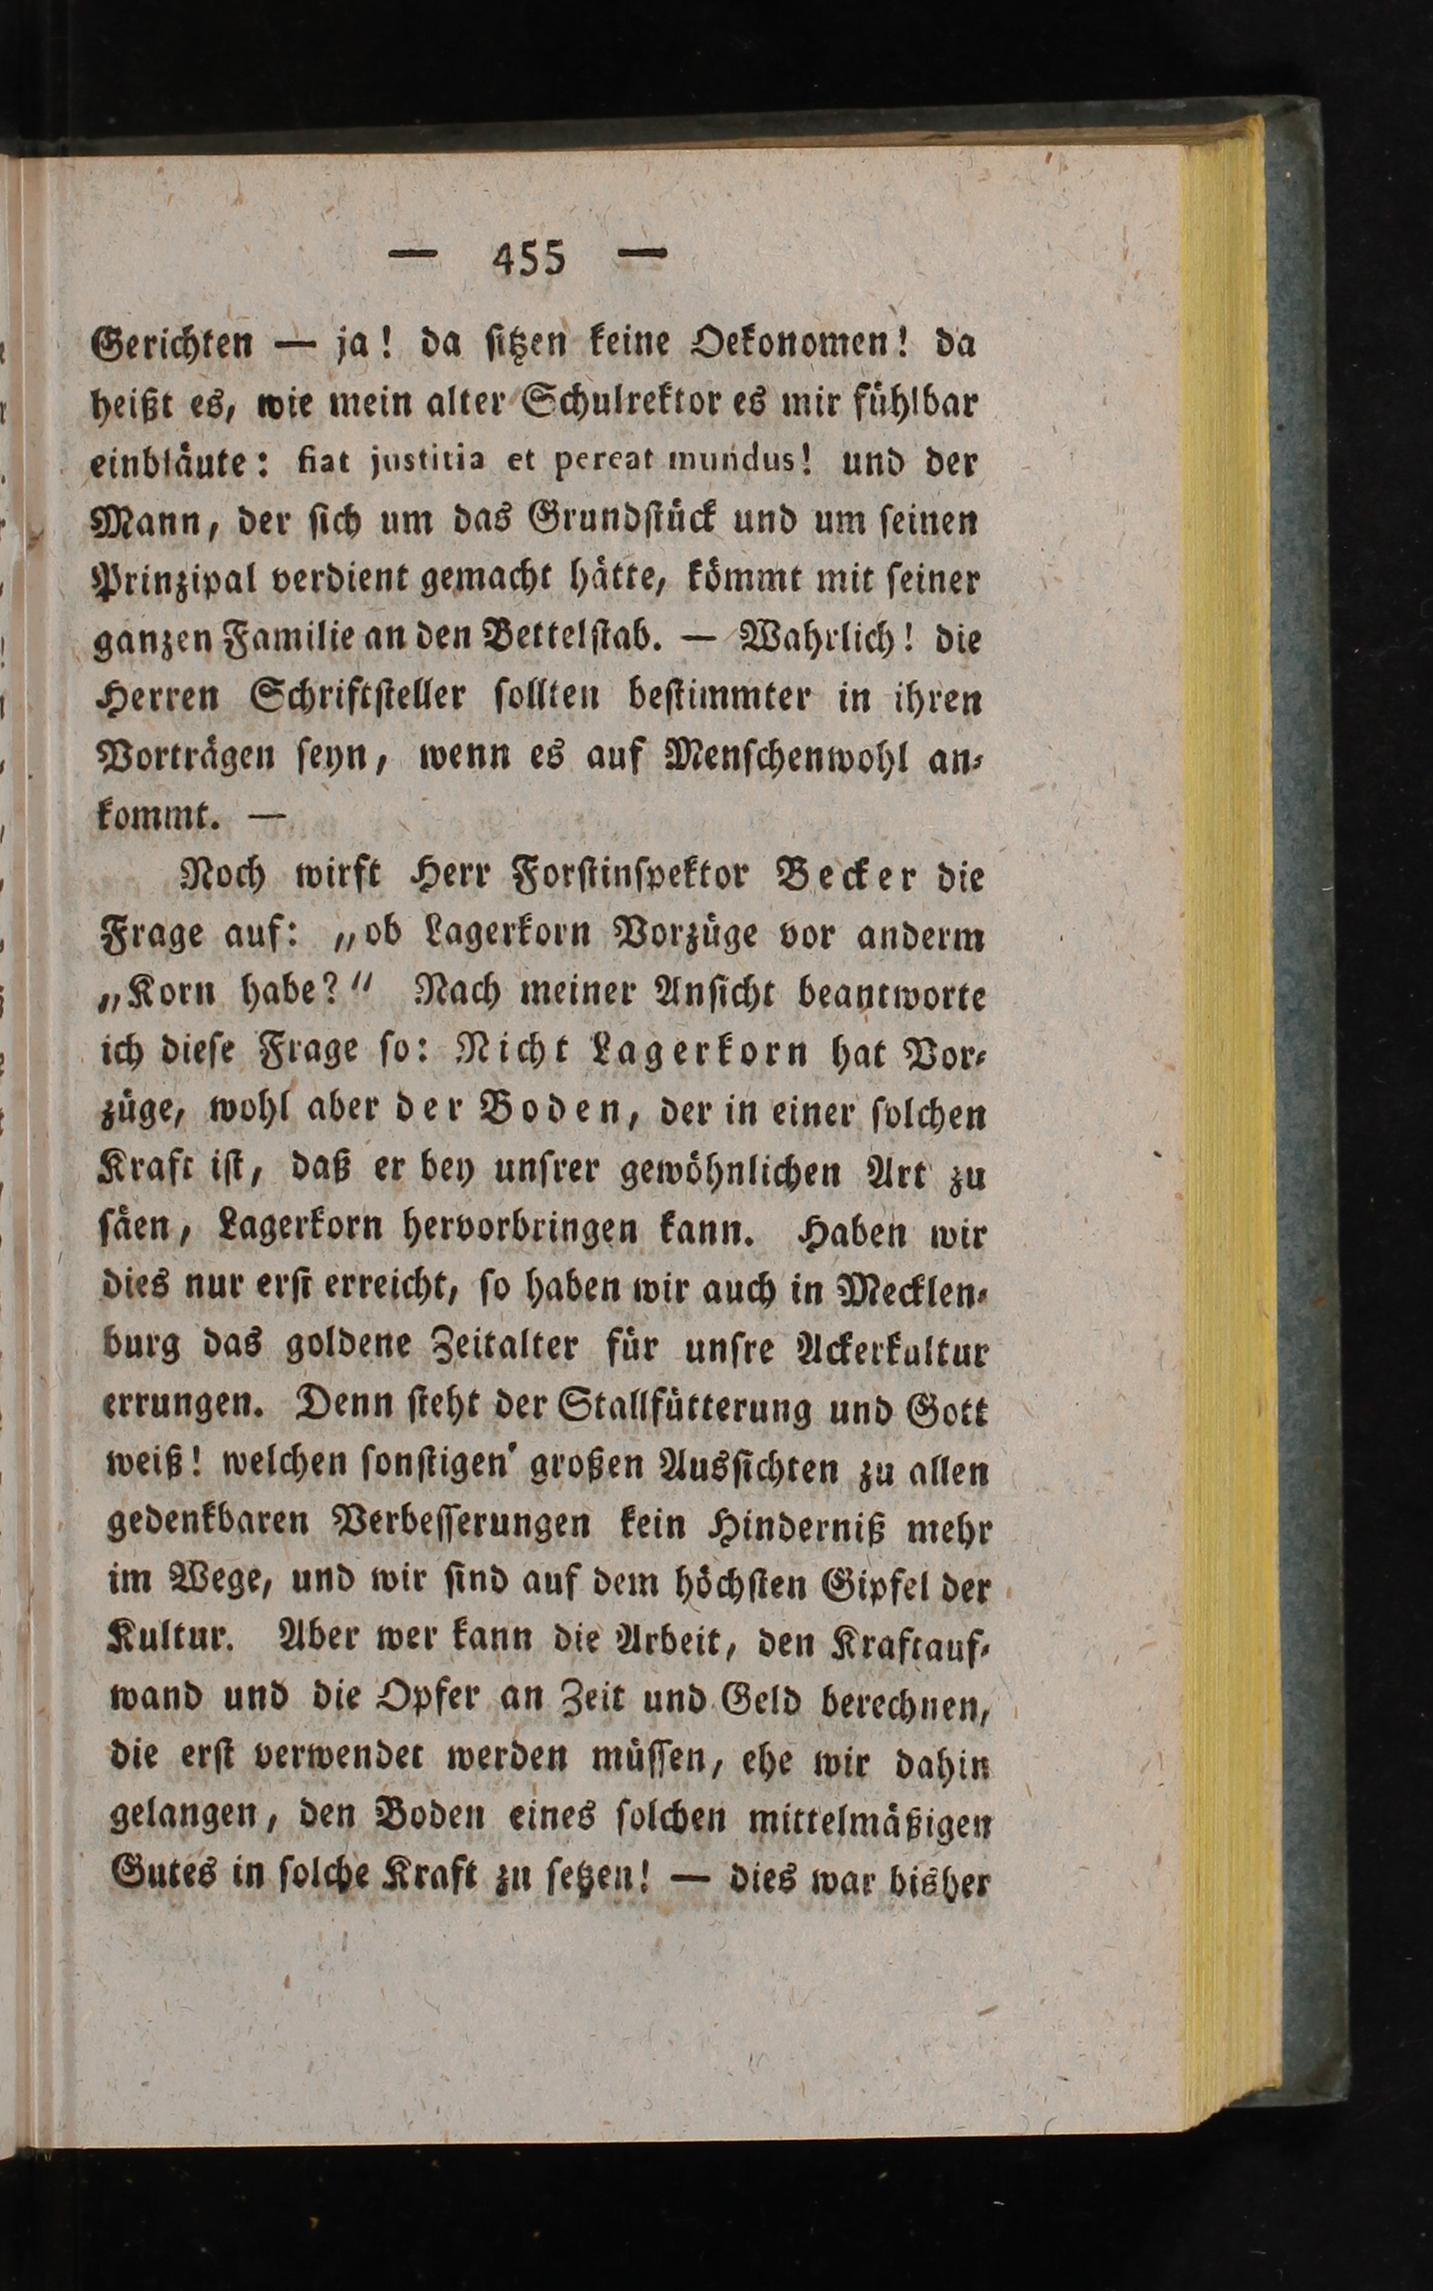 — 455 —
Gerichten — ja! da ſitzen keine Oekonomen! da
heißt es, wie mein alter Schulrektor es mir fühlbar
einbläute: fiat justitia et pereat mundus! und der
Mann, der ſich um das Grundſtück und um ſeinen
Prinzipal verdient gemacht hätte, kömmt mit ſeiner
ganzen Familie an den Bettelſtab. — Wahrlich! die
Herren Schriftſteller ſollten beſtimmter in ihren
Vorträgen ſeyn, wenn es auf Menſchenwohl an⸗
kommt. —
Noch wirft Herr Forſtinſpektor Becker die
Frage auf: „ob Lagerkorn Vorzüge vor anderm
„Korn habe?“ Nach meiner Anſicht beantworte
ich dieſe Frage ſo: Nicht Lagerkorn hat Vor⸗
züge, wohl aber der Boden, der in einer ſolchen
Kraft iſt, daß er bey unſrer gewöhnlichen Art zu
ſäen, Lagerkorn hervorbringen kann. Haben wir
dies nur erſt erreicht, ſo haben wir auch in Mecklen⸗
burg das goldene Zeitalter für unſre Ackerkultur
errungen. Denn ſteht der Stallfütterung und Gott
weiß! welchen ſonſtigen großen Ausſichten zu allen
gedenkbaren Verbeſſerungen kein Hinderniß mehr
im Wege, und wir ſind auf dem höchſten Gipfel der
Kultur. Aber wer kann die Arbeit, den Kraftauf⸗
wand und die Opfer an Zeit und Geld berechnen,
die erſt verwendet werden müſſen, ehe wir dahin
gelangen, den Boden eines ſolchen mittelmäßigen
Gutes in ſolche Kraft zu ſetzen! — dies war bisher